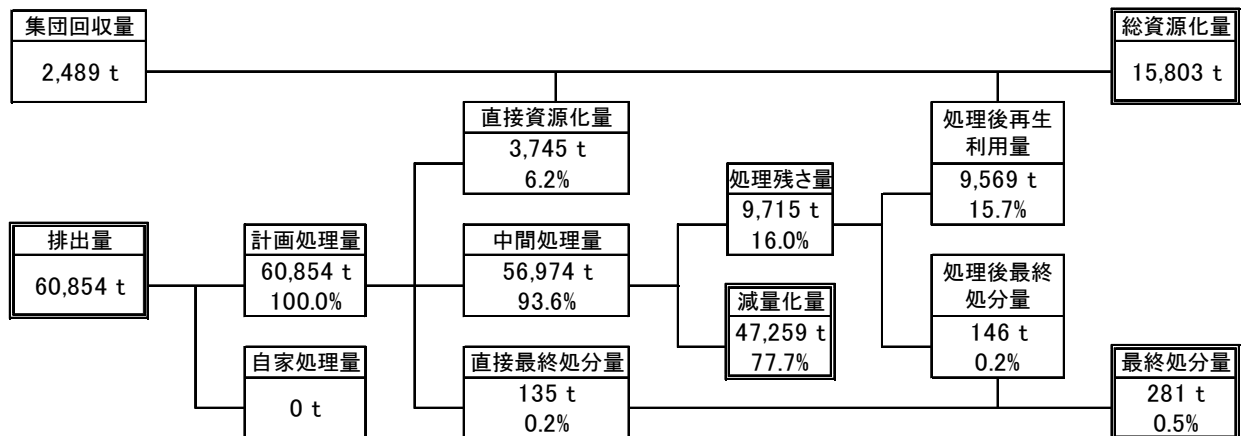 集団回収量
2,489 t
総資源化量
15,803 t
直接資源化量
3,745 t
6.2%
処理後再生
利用量
9,569 t
15.7%
処理残さ量
9,715 t
16.0%
排出量
60,854 t
計画処理量
60,854 t
100.0%
中間処理量
56,974 t
93.6%
処理後最終
処分量
146 t
0.2%
減量化量
47,259 t
77.7%
自家処理量
0 t
直接最終処分量
135 t
0.2%
最終処分量
281 t
0.5%